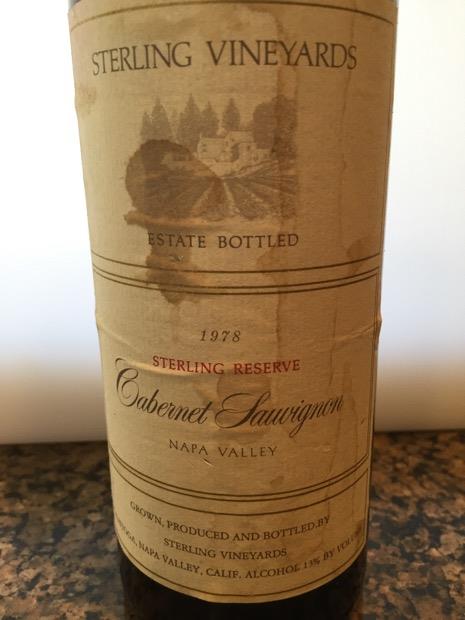 STERLING VINEYARDS
ESTATE BOTTLED
1978
STERLING RESERVE
Cabernet Sauvignon
NAPA VALLEY
GROWN, PRODUCED AND BOTTLED BY
STERLING VINEYARDS
NAPA VALLEY, CALIF. ALCOHOL 13% BY